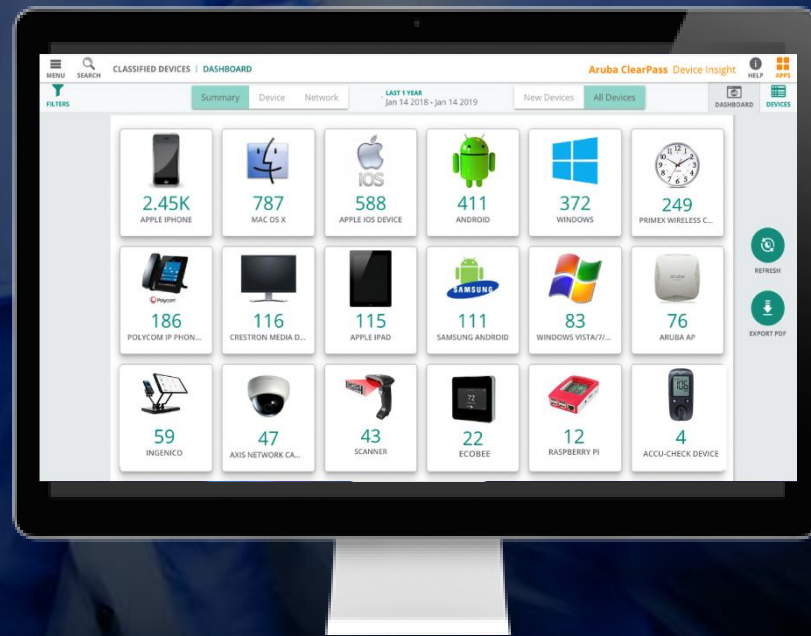 MENU
SEARCH
CLASSIFIED DEVICES | DASHBOARD
Aruba ClearPass Device Insight
HELP
APPS
FILTERS
Summary
Device
Network
LAST 1 YEAR
Jan 14 2018 - Jan 14 2019
New Devices
All Devices
DASHBOARD
DEVICES
2.45K
APPLE IPHONE
787
MAC OS X
iOS
588
APPLE IOS DEVICE
411
ANDROID
372
WINDOWS
249
PRIMEX WIRELESS C...
Polycom
186
POLYCOM IP PHON...
116
CRESTRON MEDIA D...
115
APPLE IPAD
SAMSUNG
111
SAMSUNG ANDROID
83
WINDOWS VISTA/7/...
aruba
76
ARUBA AP
REFRESH
EXPORT PDF
59
INGENICO
47
AXIS NETWORK CA...
43
SCANNER
72
22
ECOBEE
12
RASPBERRY PI
106
4
ACCU-CHECK DEVICE